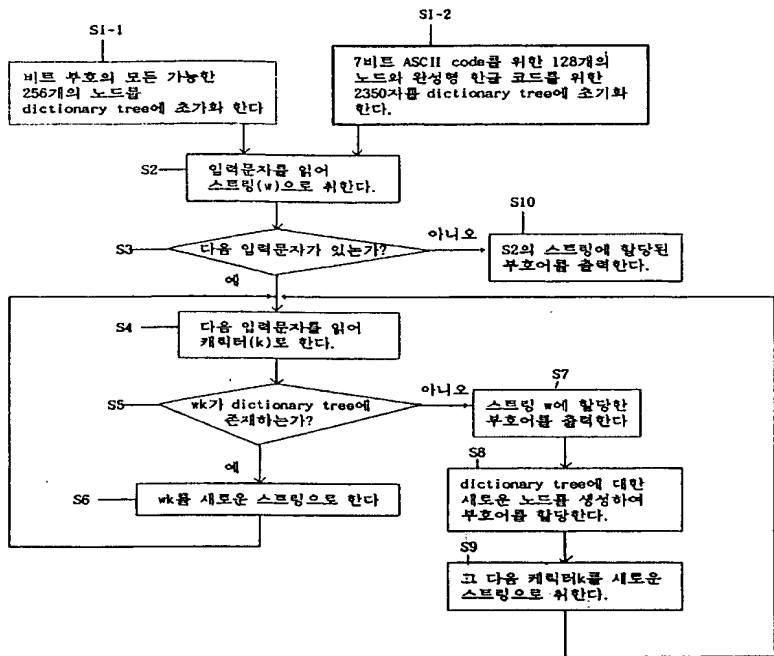 S1-1
S1-2
비트 부호의 모든 가능한
256개의 노드를
dictionary tree에 초가화 한다
7비트 ASCII code를 위한 128개의
노드와 완성형 한글 코드를 위한
2350자를 dictionary tree에 초기화
한다.
S2
입력문자를 읽어
스트링(w)으로 취한다.
S10
S3
다음 입력문자가 있는가?
아니오
S2의 스트링에 할당된
부호어를 출력한다.
예
S4
다음 입력문자를 읽어
캐릭터(k)로 한다.
S5
wk가 dictionary tree에
존재하는가?
아니오
S7
스트링 w에 할당한
부호어를 출력한다
예
S6
wk를 새로운 스트링으로 한다
S8
dictionary tree에 대한
새로운 노드를 생성하여
부호어를 할당한다.
S9
그 다음 케릭터k를 새로운
스트링으로 취한다.